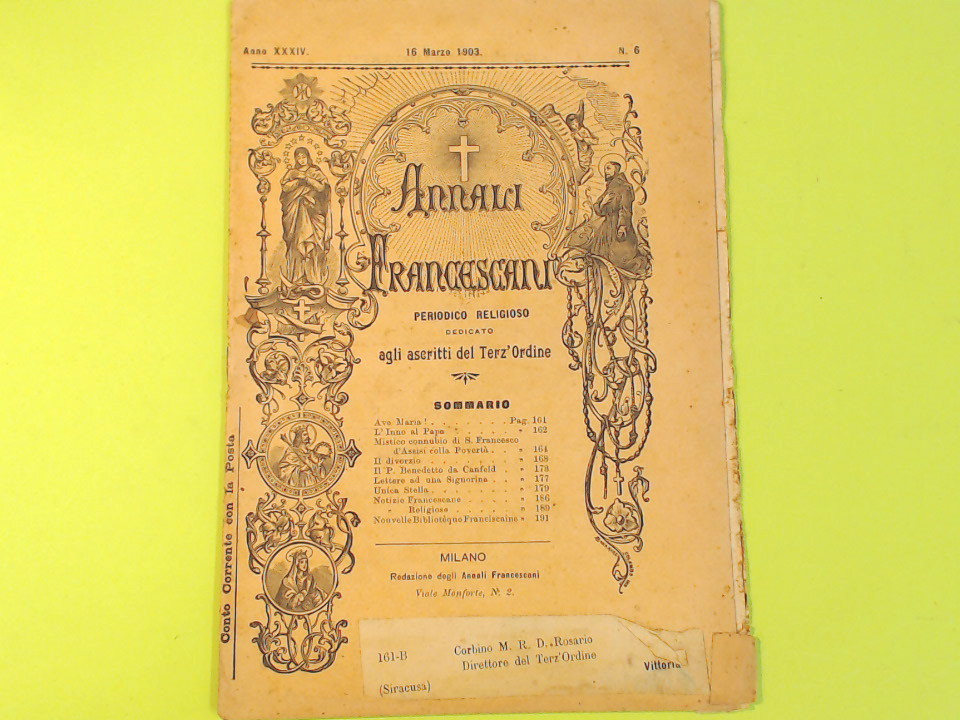 Anno XXXIV.
16 Marzo 1903.
N. 6
ANNALI
FRANCESCANI
PERIODICO RELIGIOSO
DEDICATO
agli ascritti del Terz'Ordine
SOMMARIO
Ave Maria! . . . . . . . Pag. 161
L'Inno al Papa . . . . . " 162
Mistico connubio di S. Francesco
d'Assisi colla Povertà . . " 164
Il divorzio . . . . . . . " 168
Il P. Benedetto da Canfeld . . " 173
Lettere ad una Signorina . . " 177
Unica Stella . . . . . . . " 179
Notizie Francescane . . . . " 186
" Religiose . . . . . " 189
Nouvelle Bibliotèque Franciscaine " 191
MILANO
Redazione degli Annali Francescani
Viale Monforte, N. 2.
Conto Corrente con la Posta
161-B
Corbino M. R. D. Rosario
Direttore del Terz'Ordine
Vittoria
(Siracusa)